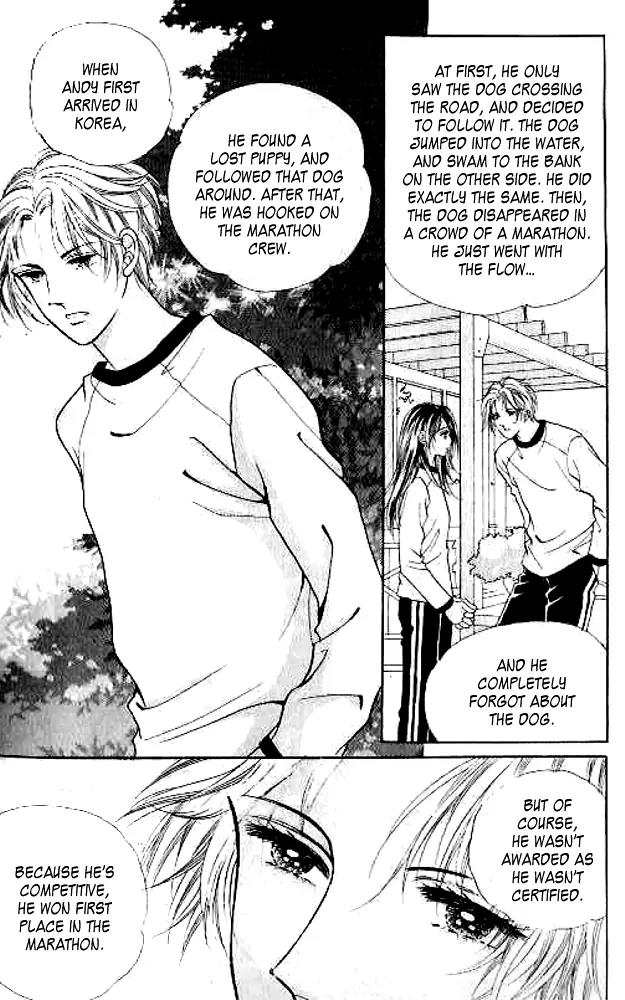 WHEN
ANDY FIRST
ARRIVED IN
KOREA,
HE FOUND A
LOST PUPPY, AND
FOLLOWED THAT DOG
AROUND. AFTER THAT,
HE WAS HOOKED ON
THE MARATHON
CREW.
AT FIRST, HE ONLY
SAW THE DOG CROSSING
THE ROAD, AND DECIDED
TO FOLLOW IT. THE DOG
JUMPED INTO THE WATER,
AND SWAM TO THE BANK
ON THE OTHER SIDE. HE DID
EXACTLY THE SAME. THEN,
THE DOG DISAPPEARED IN
A CROWD OF A MARATHON.
HE JUST WENT WITH
THE FLOW...
AND HE
COMPLETELY
FORGOT ABOUT
THE DOG.
BECAUSE HE'S
COMPETITIVE,
HE WON FIRST
PLACE IN THE
MARATHON.
BUT OF
COURSE,
HE WASN'T
AWARDED AS
HE WASN'T
CERTIFIED.